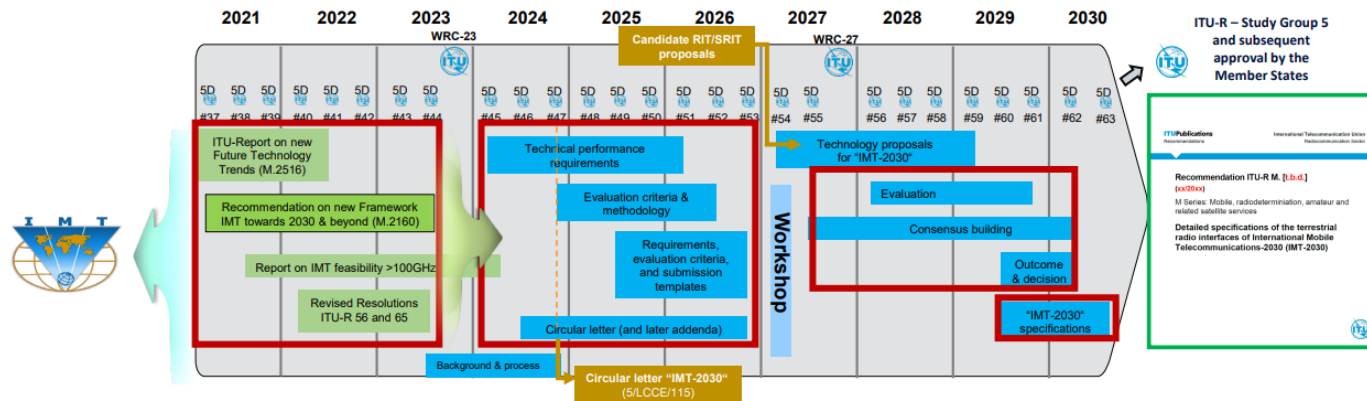 2021 2022 2023 2024 2025 2026 2027 2028 2029 2030
WRC-23
WRC-27
Candidate RIT/SRIT
proposals
ITU-R – Study Group 5
and subsequent
approval by the
Member States
5D 5D 5D 5D 5D 5D 5D 5D 5D 5D 5D 5D 5D 5D 5D 5D 5D 5D 5D 5D 5D 5D 5D
#37 #38 #39 #40 #41 #42 #43 #44 #45 #46 #47 #48 #49 #50 #51 #52 #53 #54 #55 #56 #57 #58 #59 #60 #61 #62 #63
ITU-Report on new
Future Technology
Trends (M.2516)
Recommendation on new Framework
IMT towards 2030 & beyond (M.2160)
Report on IMT feasibility >100GHz
Revised Resolutions
ITU-R 56 and 65
Background & process
Technical performance
requirements
Evaluation criteria &
methodology
Requirements,
evaluation criteria,
and submission
templates
Circular letter (and later addenda)
Circular letter "IMT-2030"
(5/LCCE/115)
Workshop
Technology proposals
for "IMT-2030"
Evaluation
Consensus building
Outcome
& decision
"IMT-2030"
specifications
I M T
ITUPublications
International Telecommunication Union
Recommendations
Radiocommunication Sector
Recommendation ITU-R M. [t.b.d.]
(xx/20xx)
M Series: Mobile, radiodeterminiation, amateur and
related satellite services
Detailed specifications of the terrestrial
radio interfaces of International Mobile
Telecommunications-2030 (IMT-2030)